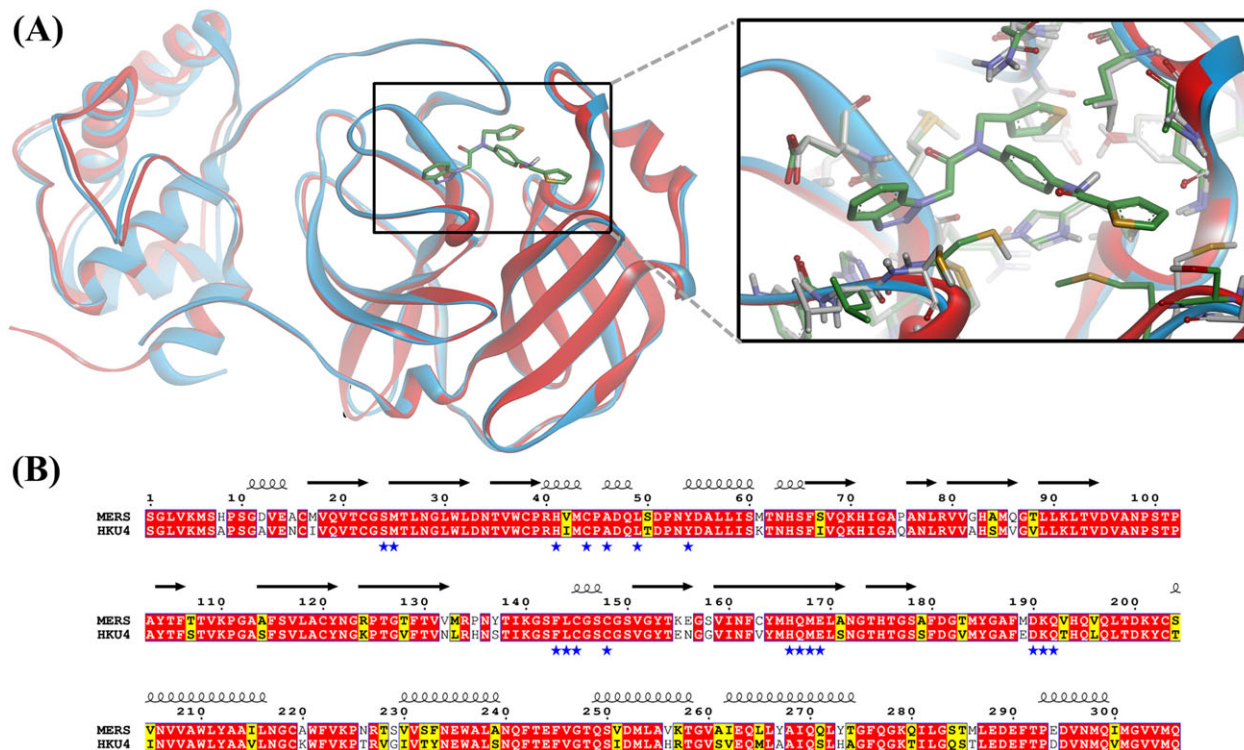 (A)
(B)
1 10 20 30 40 50 60 70 80 90 100
MERS SGLVKMSHPSGDVEACMVQVTCGSMTLNGLWLDNTVWCPRHVMCPADQLSDPNYDALLISMTNHSFSVQKHIGAPANLRVVGHAMQGTLLKLTVDVANPSTP
HKU4 SGLVKMSAPSGAVENCIVQVTCGSMTLNGLWLDNTVWCPRHIMCPADQLTDPNYDALLISKTNHSFIVQKHIGAQANLRVVAHSMVGVLLKLTVDVANPSTP
110 120 130 140 150 160 170 180 190 200
MERS AYTFTTVKPGAAFSVLACYNGRPTGTFTVVMRPNYTIKGSFLCGSCGSVGYTKEGSVINFCYMHQMELANGTHTGSAFDGTMYGAFMDKQVHQVQLTDKYCS
HKU4 AYTFSTVKPGASFSVLACYNGKPTGVFTVNLRHNSTIKGSFLCGSCGSVGYTENGGVINFVYMHQMELSNGTHTGSSFDGVMYGAFEDKQTHQLQLTDKYCT
210 220 230 240 250 260 270 280 290 300
MERS VNVVAWLYAAILNGCAWFVKPNRTSVVSFNEWALANQFTEFVGTQSVDMLAVKTGVAIEQLLYAIQQLYTGFQGKQILGSTMLEDEFTPEDVNMQIMGVVMQ
HKU4 INVVAWLYAAVLNGCKWFVKPTRVGIVTYNEWALSNQFTEFVGTQSIDMLAHRTGVSVEQMLAAIQSLHAGFQGKTILGQSTLEDEFTPDDVNMQVMGVVMQ